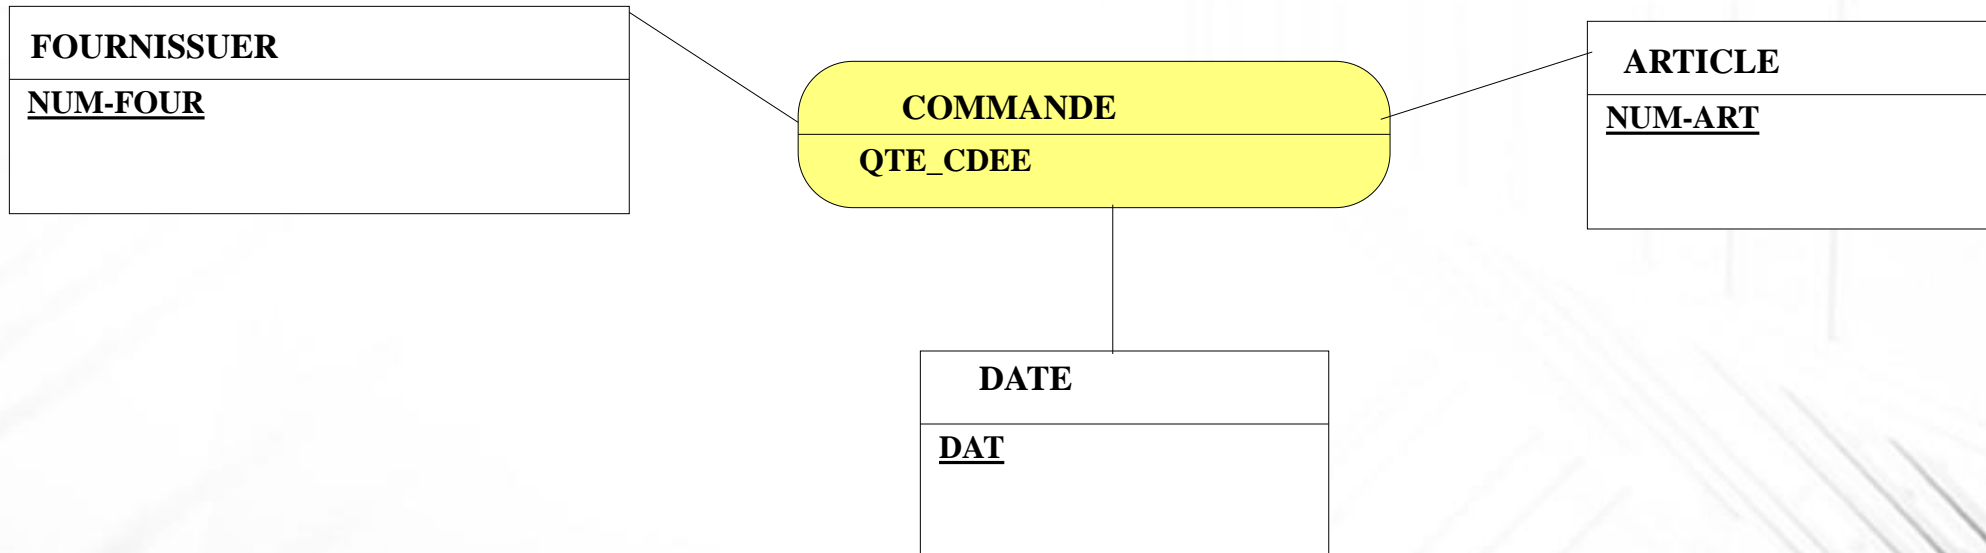 FOURNISSUER
NUM-FOUR
COMMANDE
QTE_CDEE
ARTICLE
NUM-ART
DATE
DAT